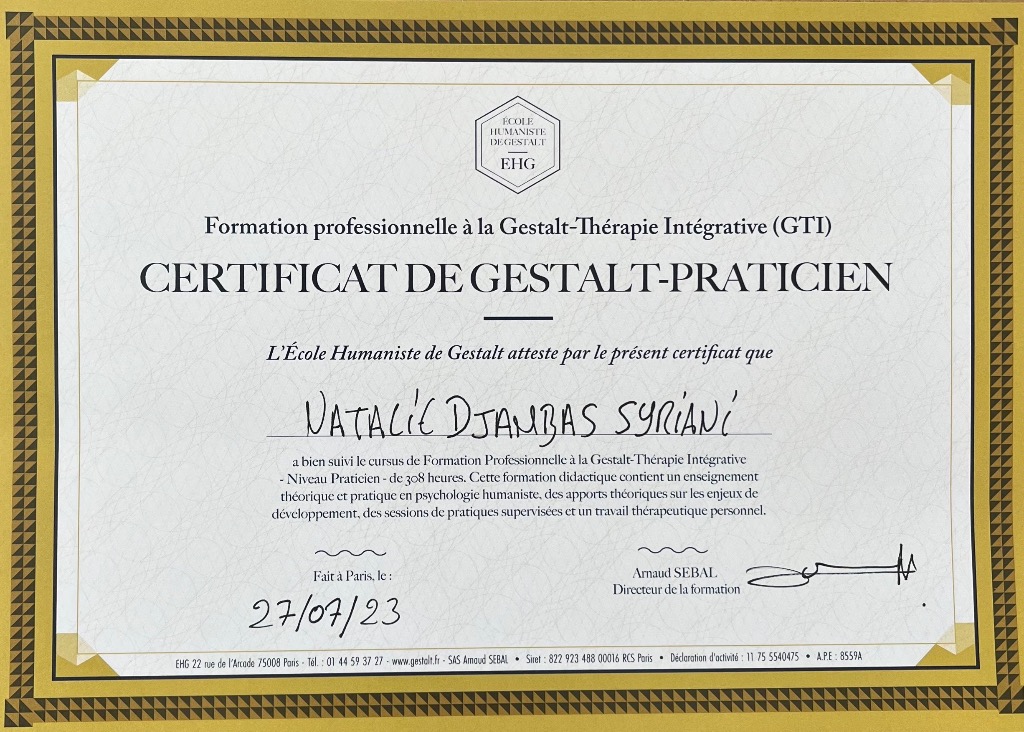 ÉCOLE
HUMANISTE
DE GESTALT
EHG
Formation professionnelle à la Gestalt-Thérapie Intégrative (GTI)
CERTIFICAT DE GESTALT-PRATICIEN
L'École Humaniste de Gestalt atteste par le présent certificat que
NATALIE DJAMBAS SYRIANI
a bien suivi le cursus de Formation Professionnelle à la Gestalt-Thérapie Intégrative
- Niveau Praticien - de 308 heures. Cette formation didactique contient un enseignement
théorique et pratique en psychologie humaniste, des apports théoriques sur les enjeux de
développement, des sessions de pratiques supervisées et un travail thérapeutique personnel.
Fait à Paris, le :
27/07/23
Arnaud SEBAL
Directeur de la formation
EHG 22 rue de l'Arcade 75008 Paris - Tél. : 01 44 59 37 27 - www.gestalt.fr - SAS Arnaud SEBAL • Siret : 822 923 488 00016 RCS Paris • Déclaration d'activité : 11 75 5540475 • A.P.E : 8559A